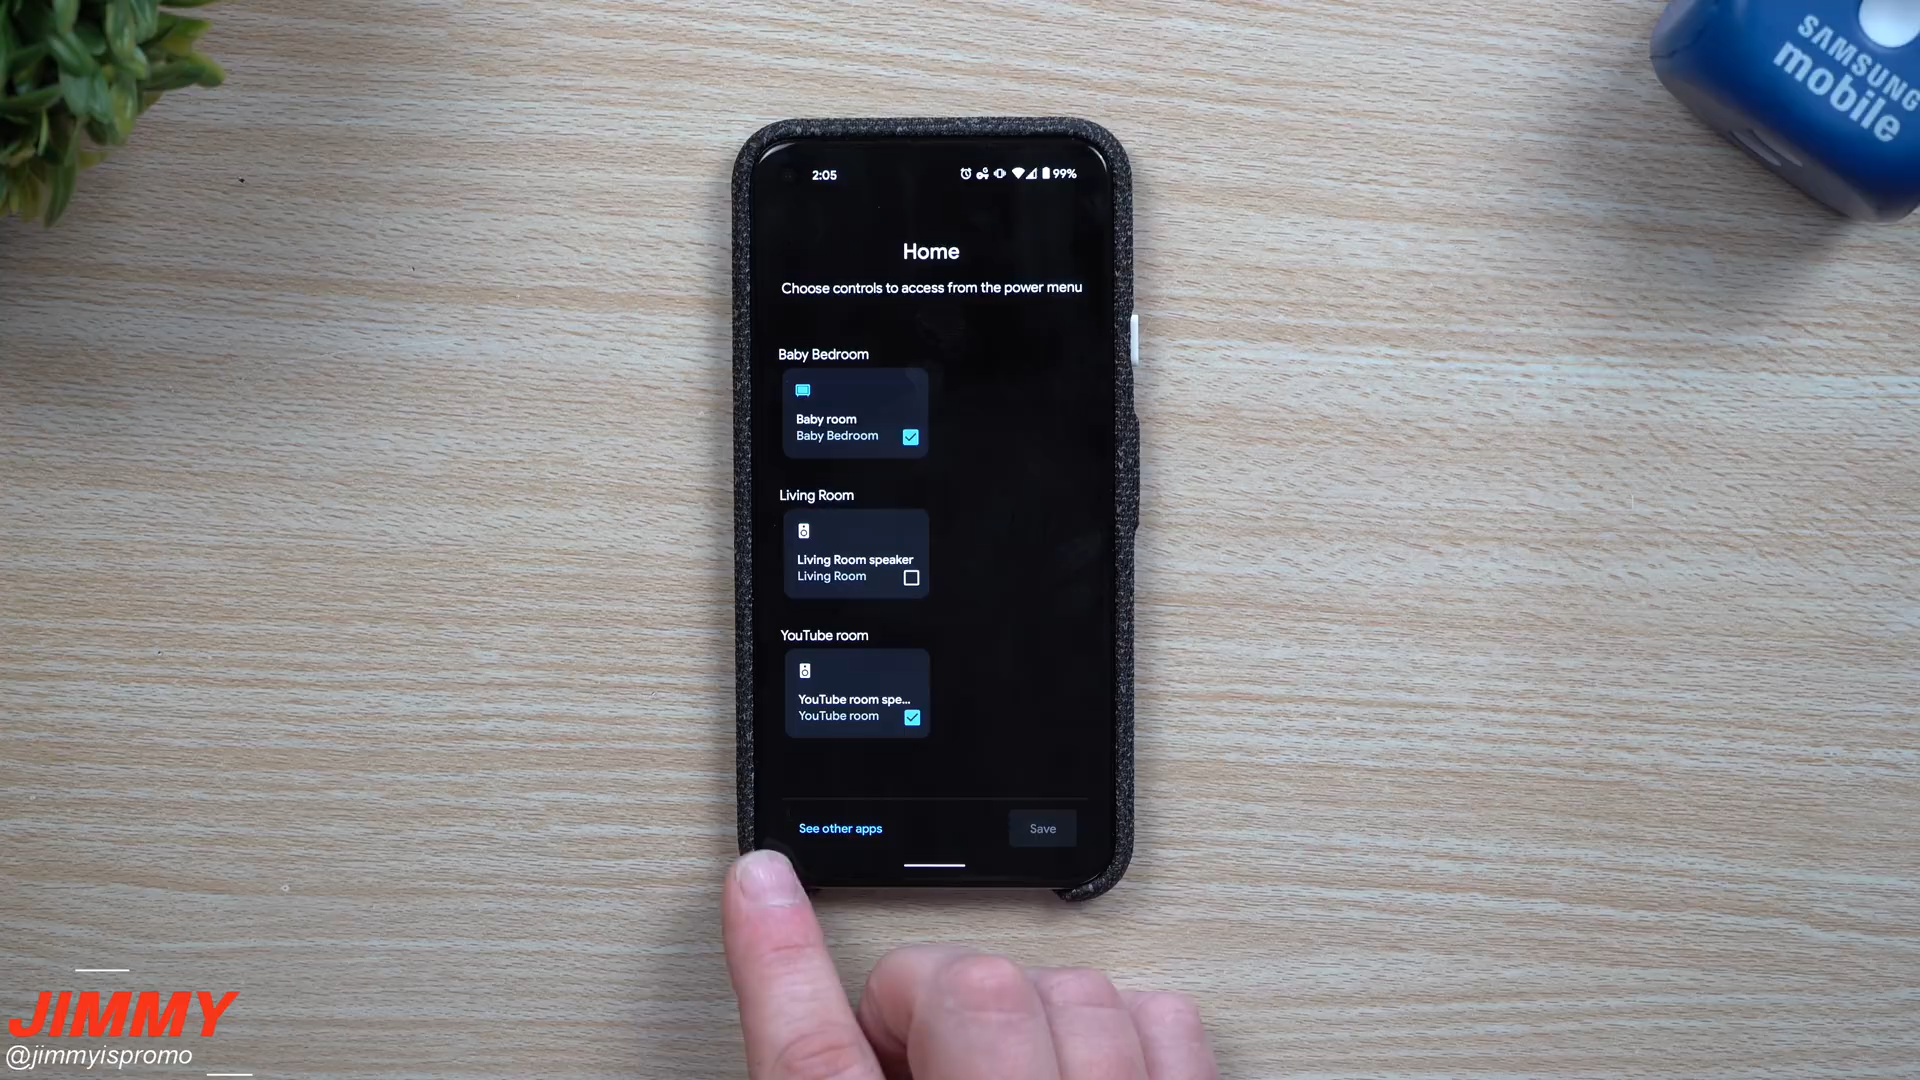 SAMSUNG
mobile
2:05
99%
Home
Choose controls to access from the power menu
Baby Bedroom
Baby room
Baby Bedroom
Living Room
Living Room speaker
Living Room
YouTube room
YouTube room spe...
YouTube room
See other apps
Save
JIMMY
@jimmyispromo